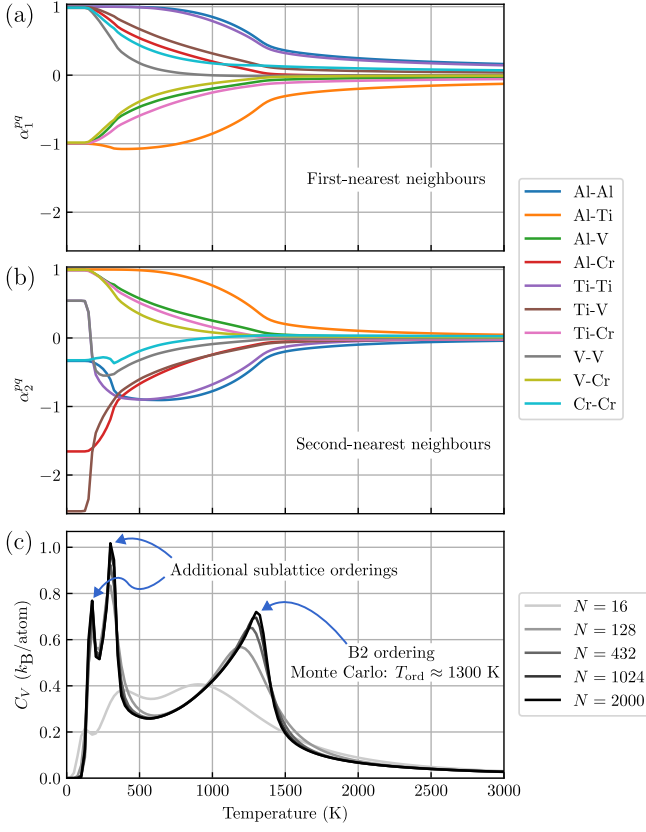 (a)
1
0
−1
−2
α₁^{pq}
First-nearest neighbours
(b)
1
0
−1
−2
α₂^{pq}
Second-nearest neighbours
Al-Al
Al-Ti
Al-V
Al-Cr
Ti-Ti
Ti-V
Ti-Cr
V-V
V-Cr
Cr-Cr
(c)
1.0
0.8
0.6
0.4
0.2
0.0
C_V (k_B/atom)
Additional sublattice orderings
B2 ordering
Monte Carlo: T_ord ≈ 1300 K
0
500
1000
1500
2000
2500
3000
Temperature (K)
N = 16
N = 128
N = 432
N = 1024
N = 2000